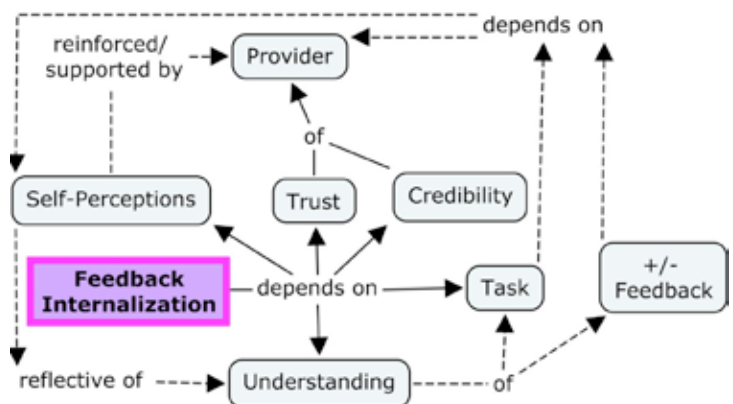 depends on
reinforced/
supported by
Provider
of
Self-Perceptions
Trust
Credibility
Feedback
Internalization
depends on
Task
+/-
Feedback
reflective of
Understanding
of